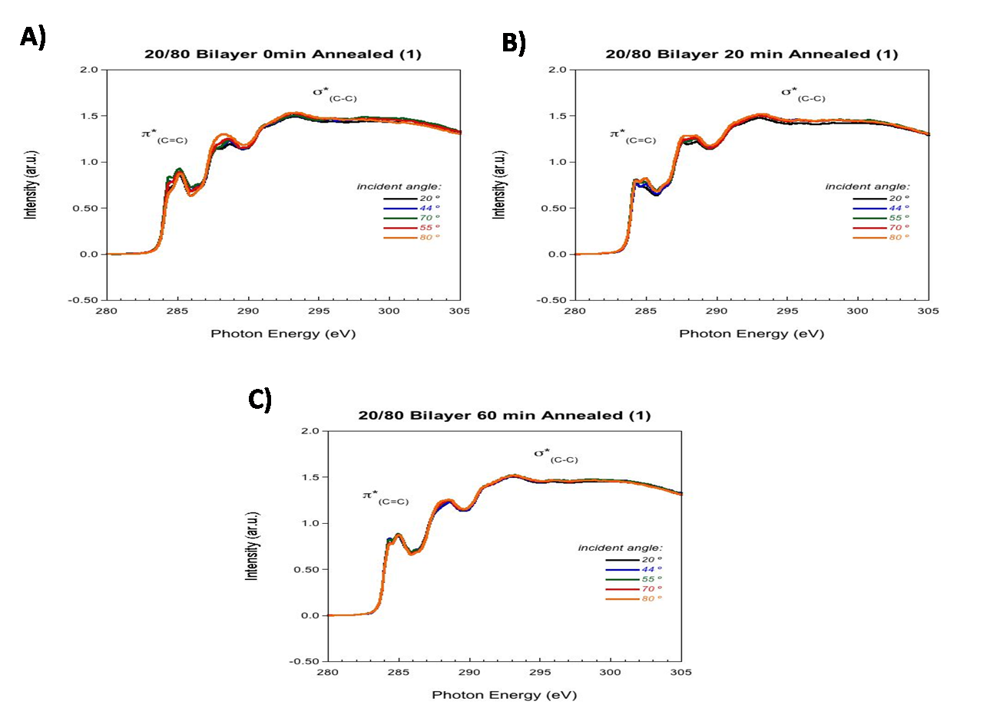 A)
20/80 Bilayer 0min Annealed (1)
2.0
1.5
1.0
0.50
0.0
-0.50
280
285
290
295
300
305
Intensity (ar.u.)
Photon Energy (eV)
π*(C=C)
σ*(C-C)
incident angle:
20 º
44 º
70 º
55 º
80 º
B)
20/80 Bilayer 20 min Annealed (1)
2.0
1.5
1.0
0.50
0.0
-0.50
280
285
290
295
300
305
Intensity (ar.u.)
Photon Energy (eV)
π*(C=C)
σ*(C-C)
incident angle:
20 º
44 º
55 º
70 º
80 º
C)
20/80 Bilayer 60 min Annealed (1)
2.0
1.5
1.0
0.50
0.0
-0.50
280
285
290
295
300
305
Intensity (ar.u.)
Photon Energy (eV)
π*(C=C)
σ*(C-C)
incident angle:
20 º
44 º
55 º
70 º
80 º